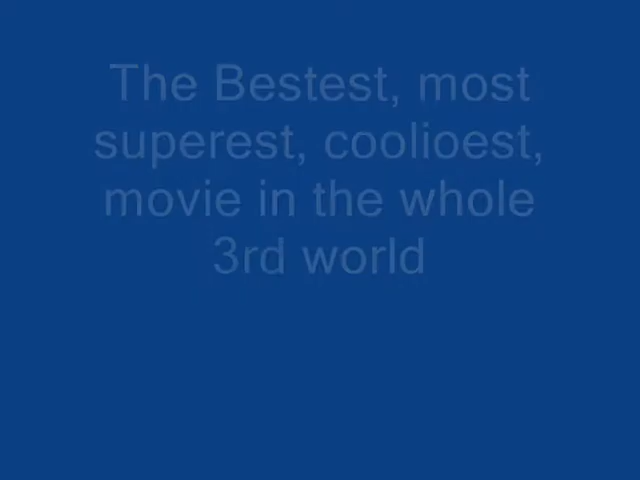 The Bestest, most
superest, coolioest,
movie in the whole
3rd world